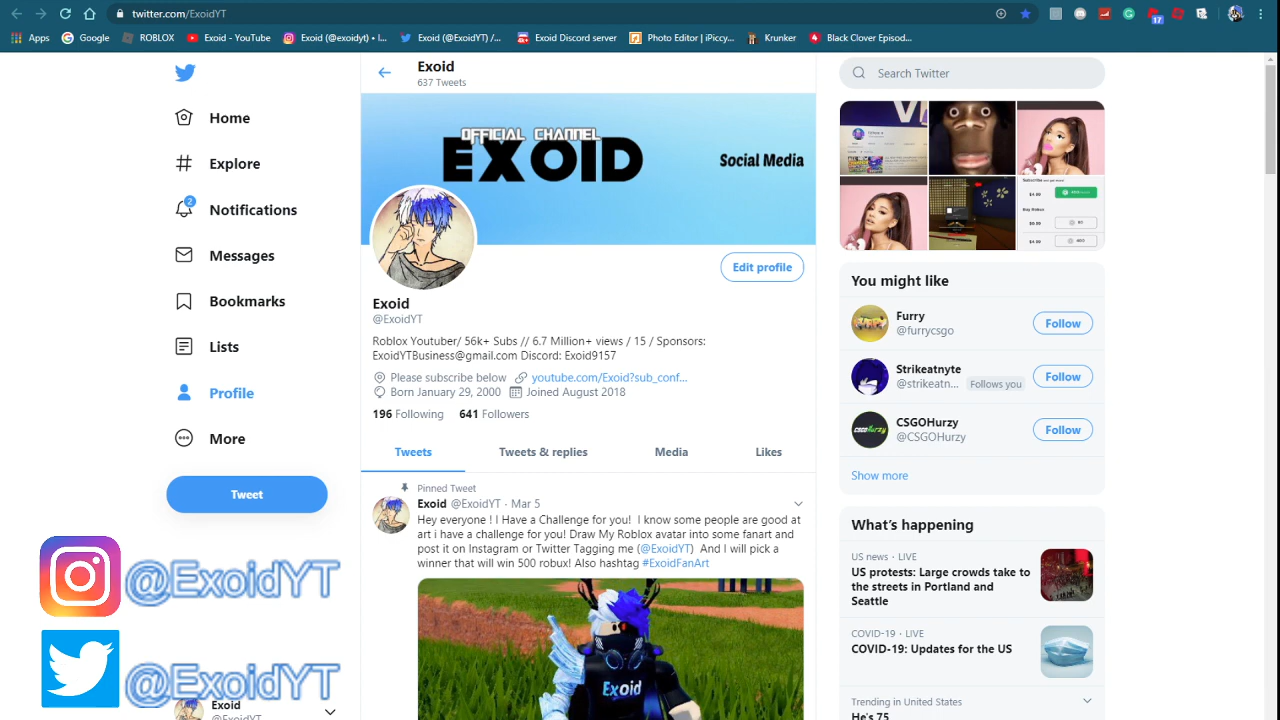 twitter.com/ExoidYT
17
Apps
Google
ROBLOX
Exoid - YouTube
Exoid (@exoidyt) • I...
Exoid (@ExoidYT) /...
Exoid Discord server
Photo Editor | iPiccy...
Krunker
Black Clover Episod...
Home
Explore
2
Notifications
Messages
Bookmarks
Lists
Profile
More
Tweet
@ExoidYT
@ExoidYT
Exoid
@ExoidYT
Exoid
637 Tweets
OFFICIAL CHANNEL
EXOID
Social Media
Edit profile
Exoid
@ExoidYT
Roblox Youtuber/ 56k+ Subs // 6.7 Million+ views / 15 / Sponsors:
ExoidYTBusiness@gmail.com Discord: Exoid9157
Please subscribe below youtube.com/Exoid?sub_conf...
Born January 29, 2000 Joined August 2018
196 Following 641 Followers
Tweets
Tweets & replies
Media
Likes
Pinned Tweet
Exoid @ExoidYT · Mar 5
Hey everyone ! I Have a Challenge for you! I know some people are good at
art i have a challenge for you! Draw My Roblox avatar into some fanart and
post it on Instagram or Twitter Tagging me (@ExoidYT) And I will pick a
winner that will win 500 robux! Also hashtag #ExoidFanArt
Exoid
Search Twitter
$4.99
$4.99
You might like
Furry
@furrycsgo
Follow
Strikeatnyte
@strikeatn... Follows you
Follow
CSGOHurzy
@CSGOHurzy
Follow
Show more
What's happening
US news · LIVE
US protests: Large crowds take to
the streets in Portland and
Seattle
COVID-19 · LIVE
COVID-19: Updates for the US
Trending in United States
He's 75